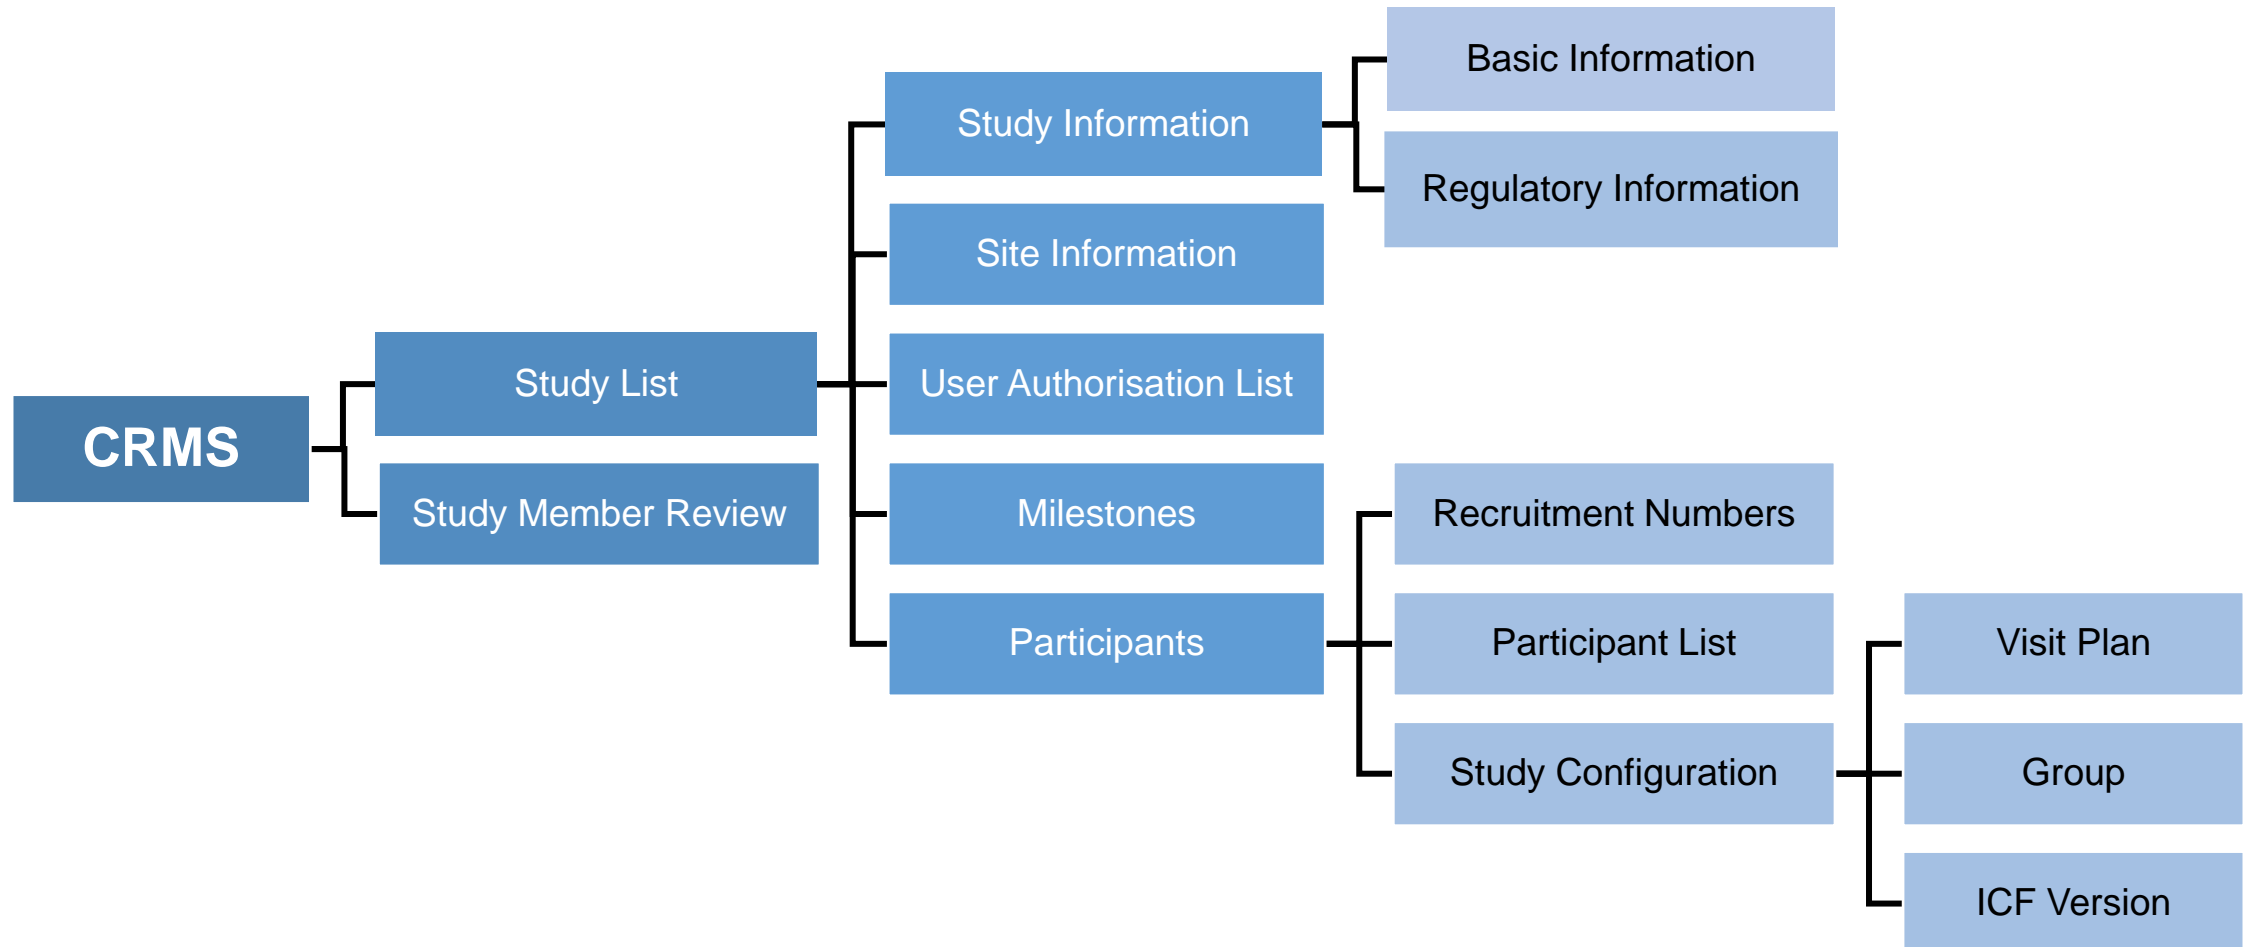 CRMS
Study List
Study Member Review
Study Information
Site Information
User Authorisation List
Milestones
Participants
Basic Information
Regulatory Information
Recruitment Numbers
Participant List
Study Configuration
Visit Plan
Group
ICF Version